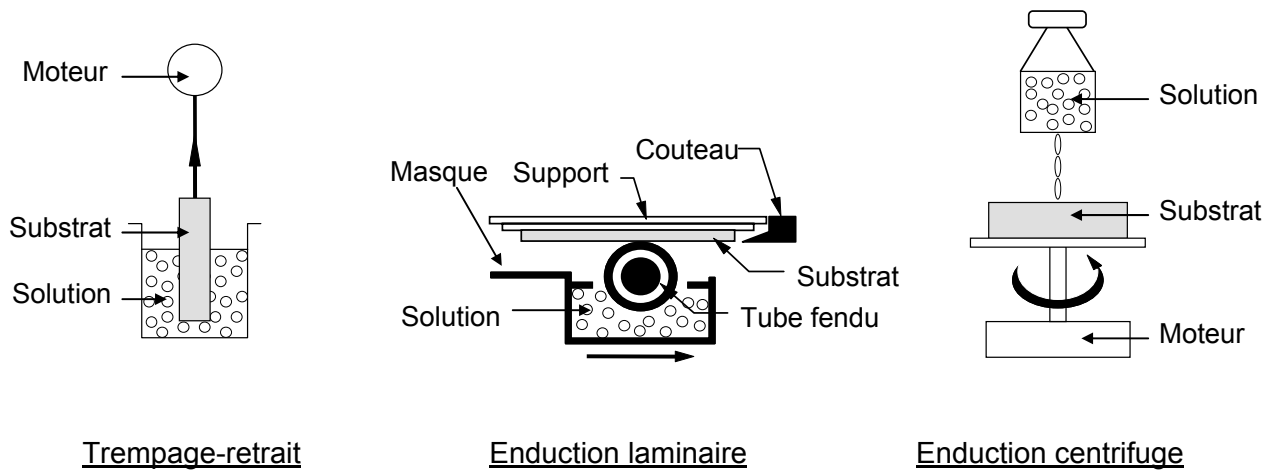 Moteur
Substrat
Solution
Trempage-retrait
Masque
Support
Couteau
Substrat
Solution
Tube fendu
Enduction laminaire
Solution
Substrat
Moteur
Enduction centrifuge